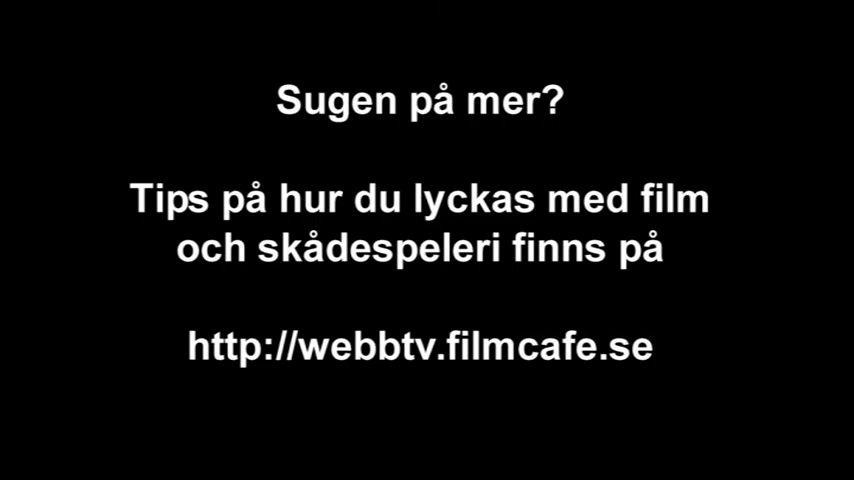 Sugen på mer?
Tips på hur du lyckas med film
och skådespeleri finns på
http://webbtv.filmcafe.se